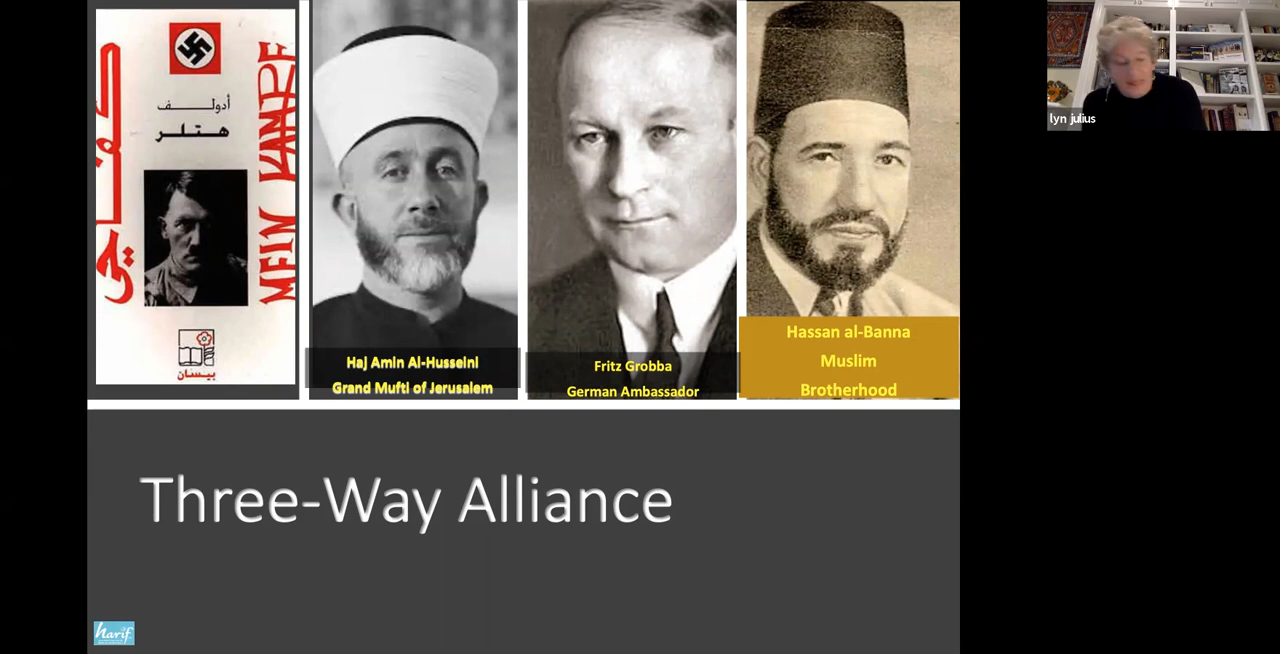 كفاحي
أدولف
هتلر
MEIN KAMPF
بيسان
Haj Amin Al-Husseini
Grand Mufti of Jerusalem
Fritz Grobba
German Ambassador
Hassan al-Banna
Muslim
Brotherhood
lyn julius
Three-Way Alliance
harif